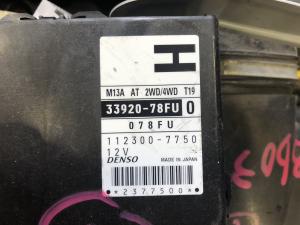 H
M13A AT 2WD/4WD T19
33920-78FU 0
078FU
112300-7750
12V
DENSO MADE IN JAPAN
*2377500*